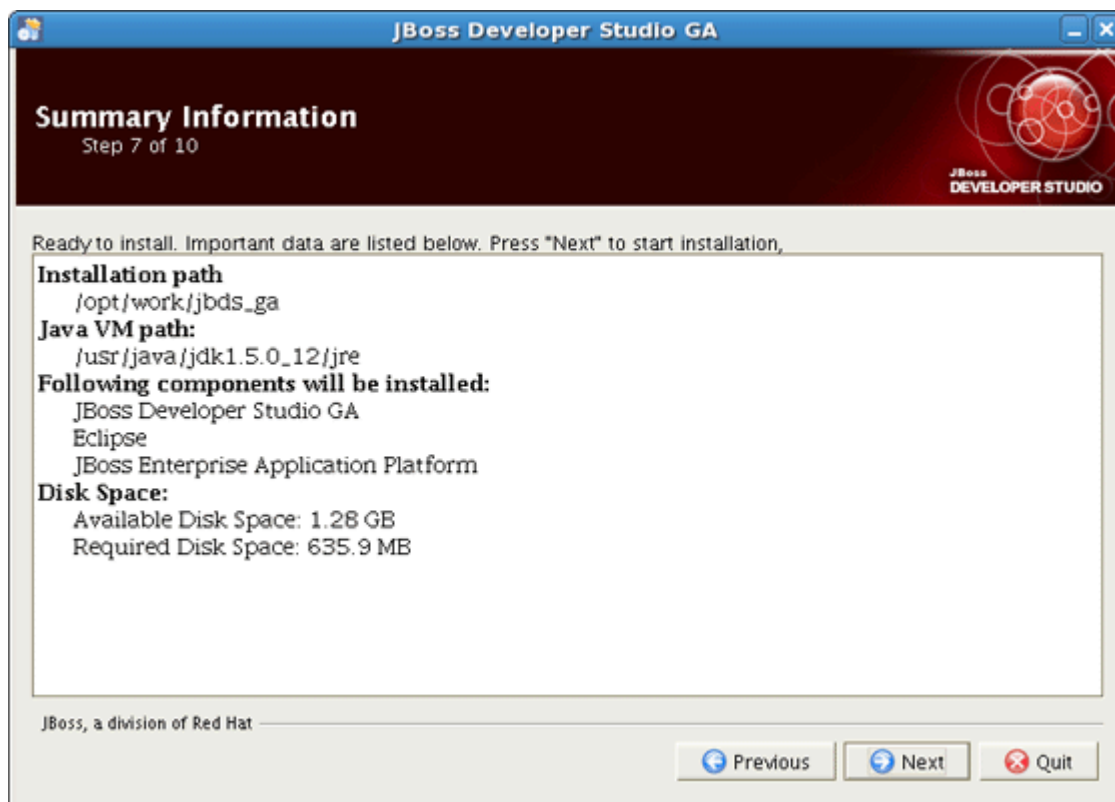 JBoss Developer Studio GA
Summary Information
Step 7 of 10
JBoss
DEVELOPER STUDIO
Ready to install. Important data are listed below. Press "Next" to start installation,
Installation path
/opt/work/jbds_ga
Java VM path:
/usr/java/jdk1.5.0_12/jre
Following components will be installed:
JBoss Developer Studio GA
Eclipse
JBoss Enterprise Application Platform
Disk Space:
Available Disk Space: 1.28 GB
Required Disk Space: 635.9 MB
JBoss, a division of Red Hat
Previous Next Quit